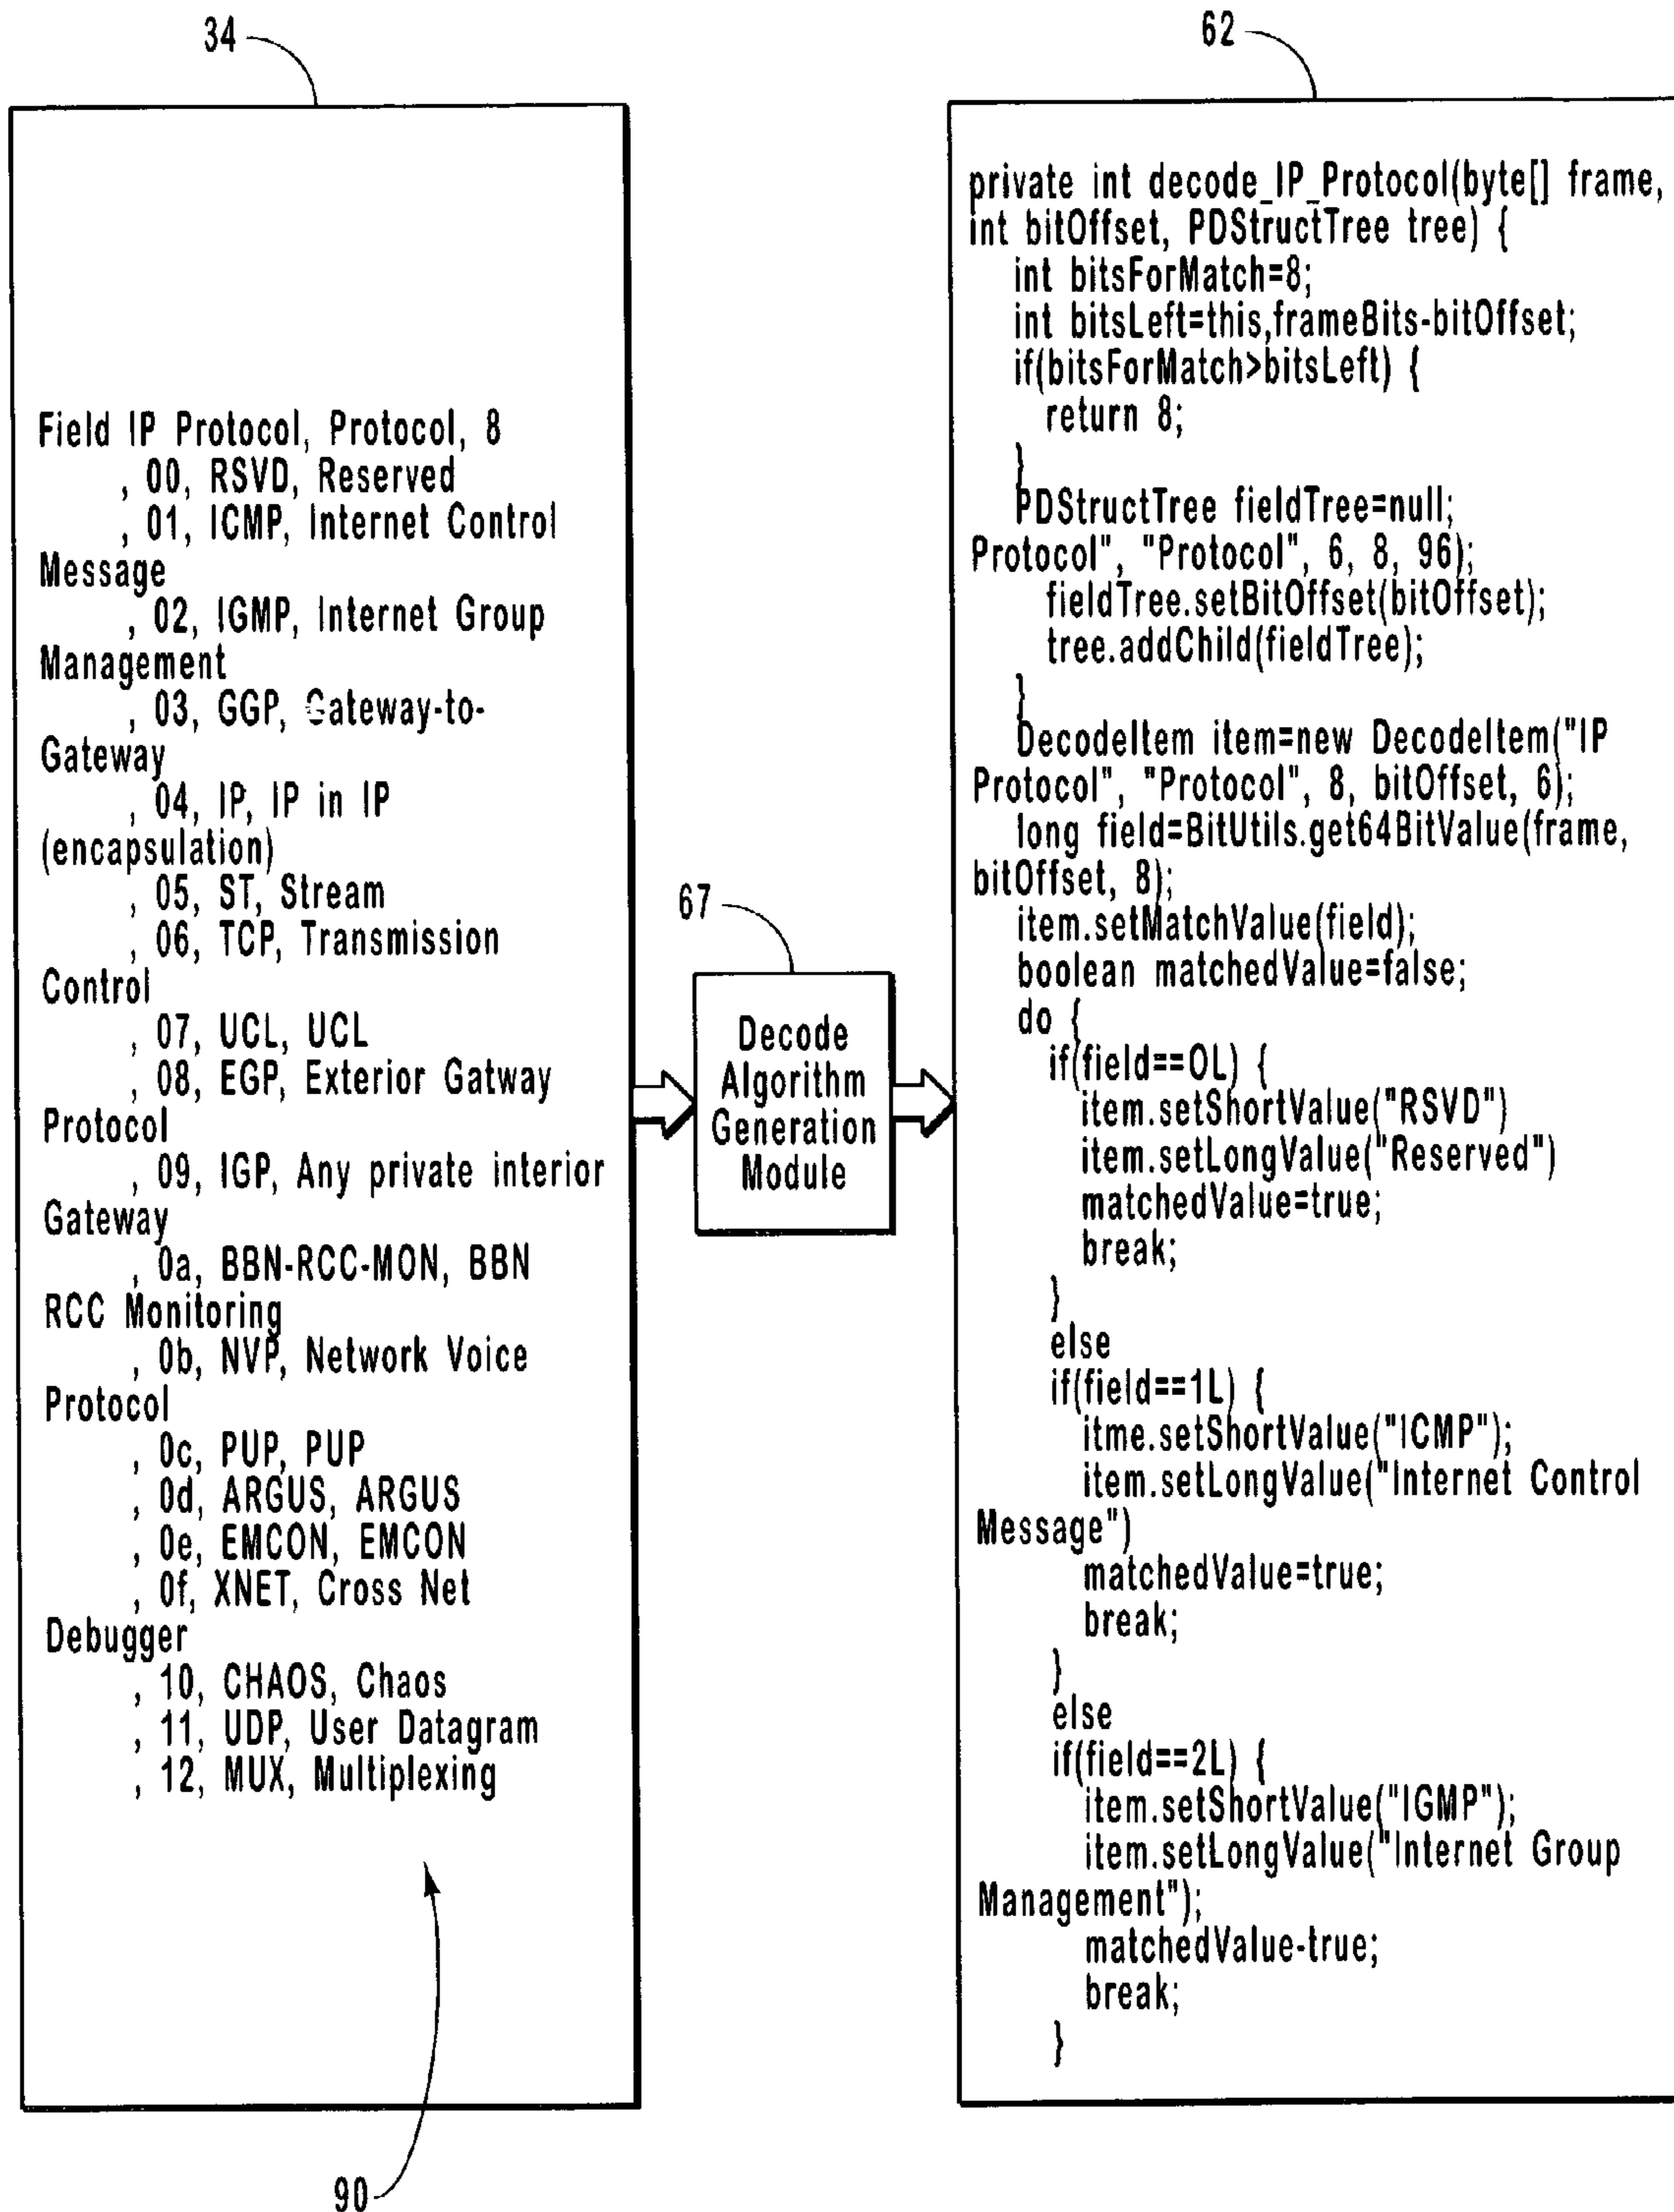 34
Field IP Protocol, Protocol, 8
, 00, RSVD, Reserved
, 01, ICMP, Internet Control
Message
, 02, IGMP, Internet Group
Management
, 03, GGP, Gateway-to-
Gateway
, 04, IP, IP in IP
(encapsulation)
, 05, ST, Stream
, 06, TCP, Transmission
Control
, 07, UCL, UCL
, 08, EGP, Exterior Gatway
Protocol
, 09, IGP, Any private interior
Gateway
, 0a, BBN-RCC-MON, BBN
RCC Monitoring
, 0b, NVP, Network Voice
Protocol
, 0c, PUP, PUP
, 0d, ARGUS, ARGUS
, 0e, EMCON, EMCON
, 0f, XNET, Cross Net
Debugger
, 10, CHAOS, Chaos
, 11, UDP, User Datagram
, 12, MUX, Multiplexing
90
67
Decode
Algorithm
Generation
Module
62
private int decode_IP_Protocol(byte[] frame,
int bitOffset, PDStructTree tree) {
int bitsForMatch=8;
int bitsLeft=this,frameBits-bitOffset;
if(bitsForMatch>bitsLeft) {
return 8;
}
PDStructTree fieldTree=null;
Protocol", "Protocol", 6, 8, 96);
fieldTree.setBitOffset(bitOffset);
tree.addChild(fieldTree);
}
DecodeItem item=new DecodeItem("IP
Protocol", "Protocol", 8, bitOffset, 6);
long field=BitUtils.get64BitValue(frame,
bitOffset, 8);
item.setMatchValue(field);
boolean matchedValue=false;
do {
if(field==0L) {
item.setShortValue("RSVD")
item.setLongValue("Reserved")
matchedValue=true;
break;
}
else
if(field==1L) {
itme.setShortValue("ICMP");
item.setLongValue("Internet Control
Message")
matchedValue=true;
break;
}
else
if(field==2L) {
item.setShortValue("IGMP");
item.setLongValue("Internet Group
Management");
matchedValue-true;
break;
}